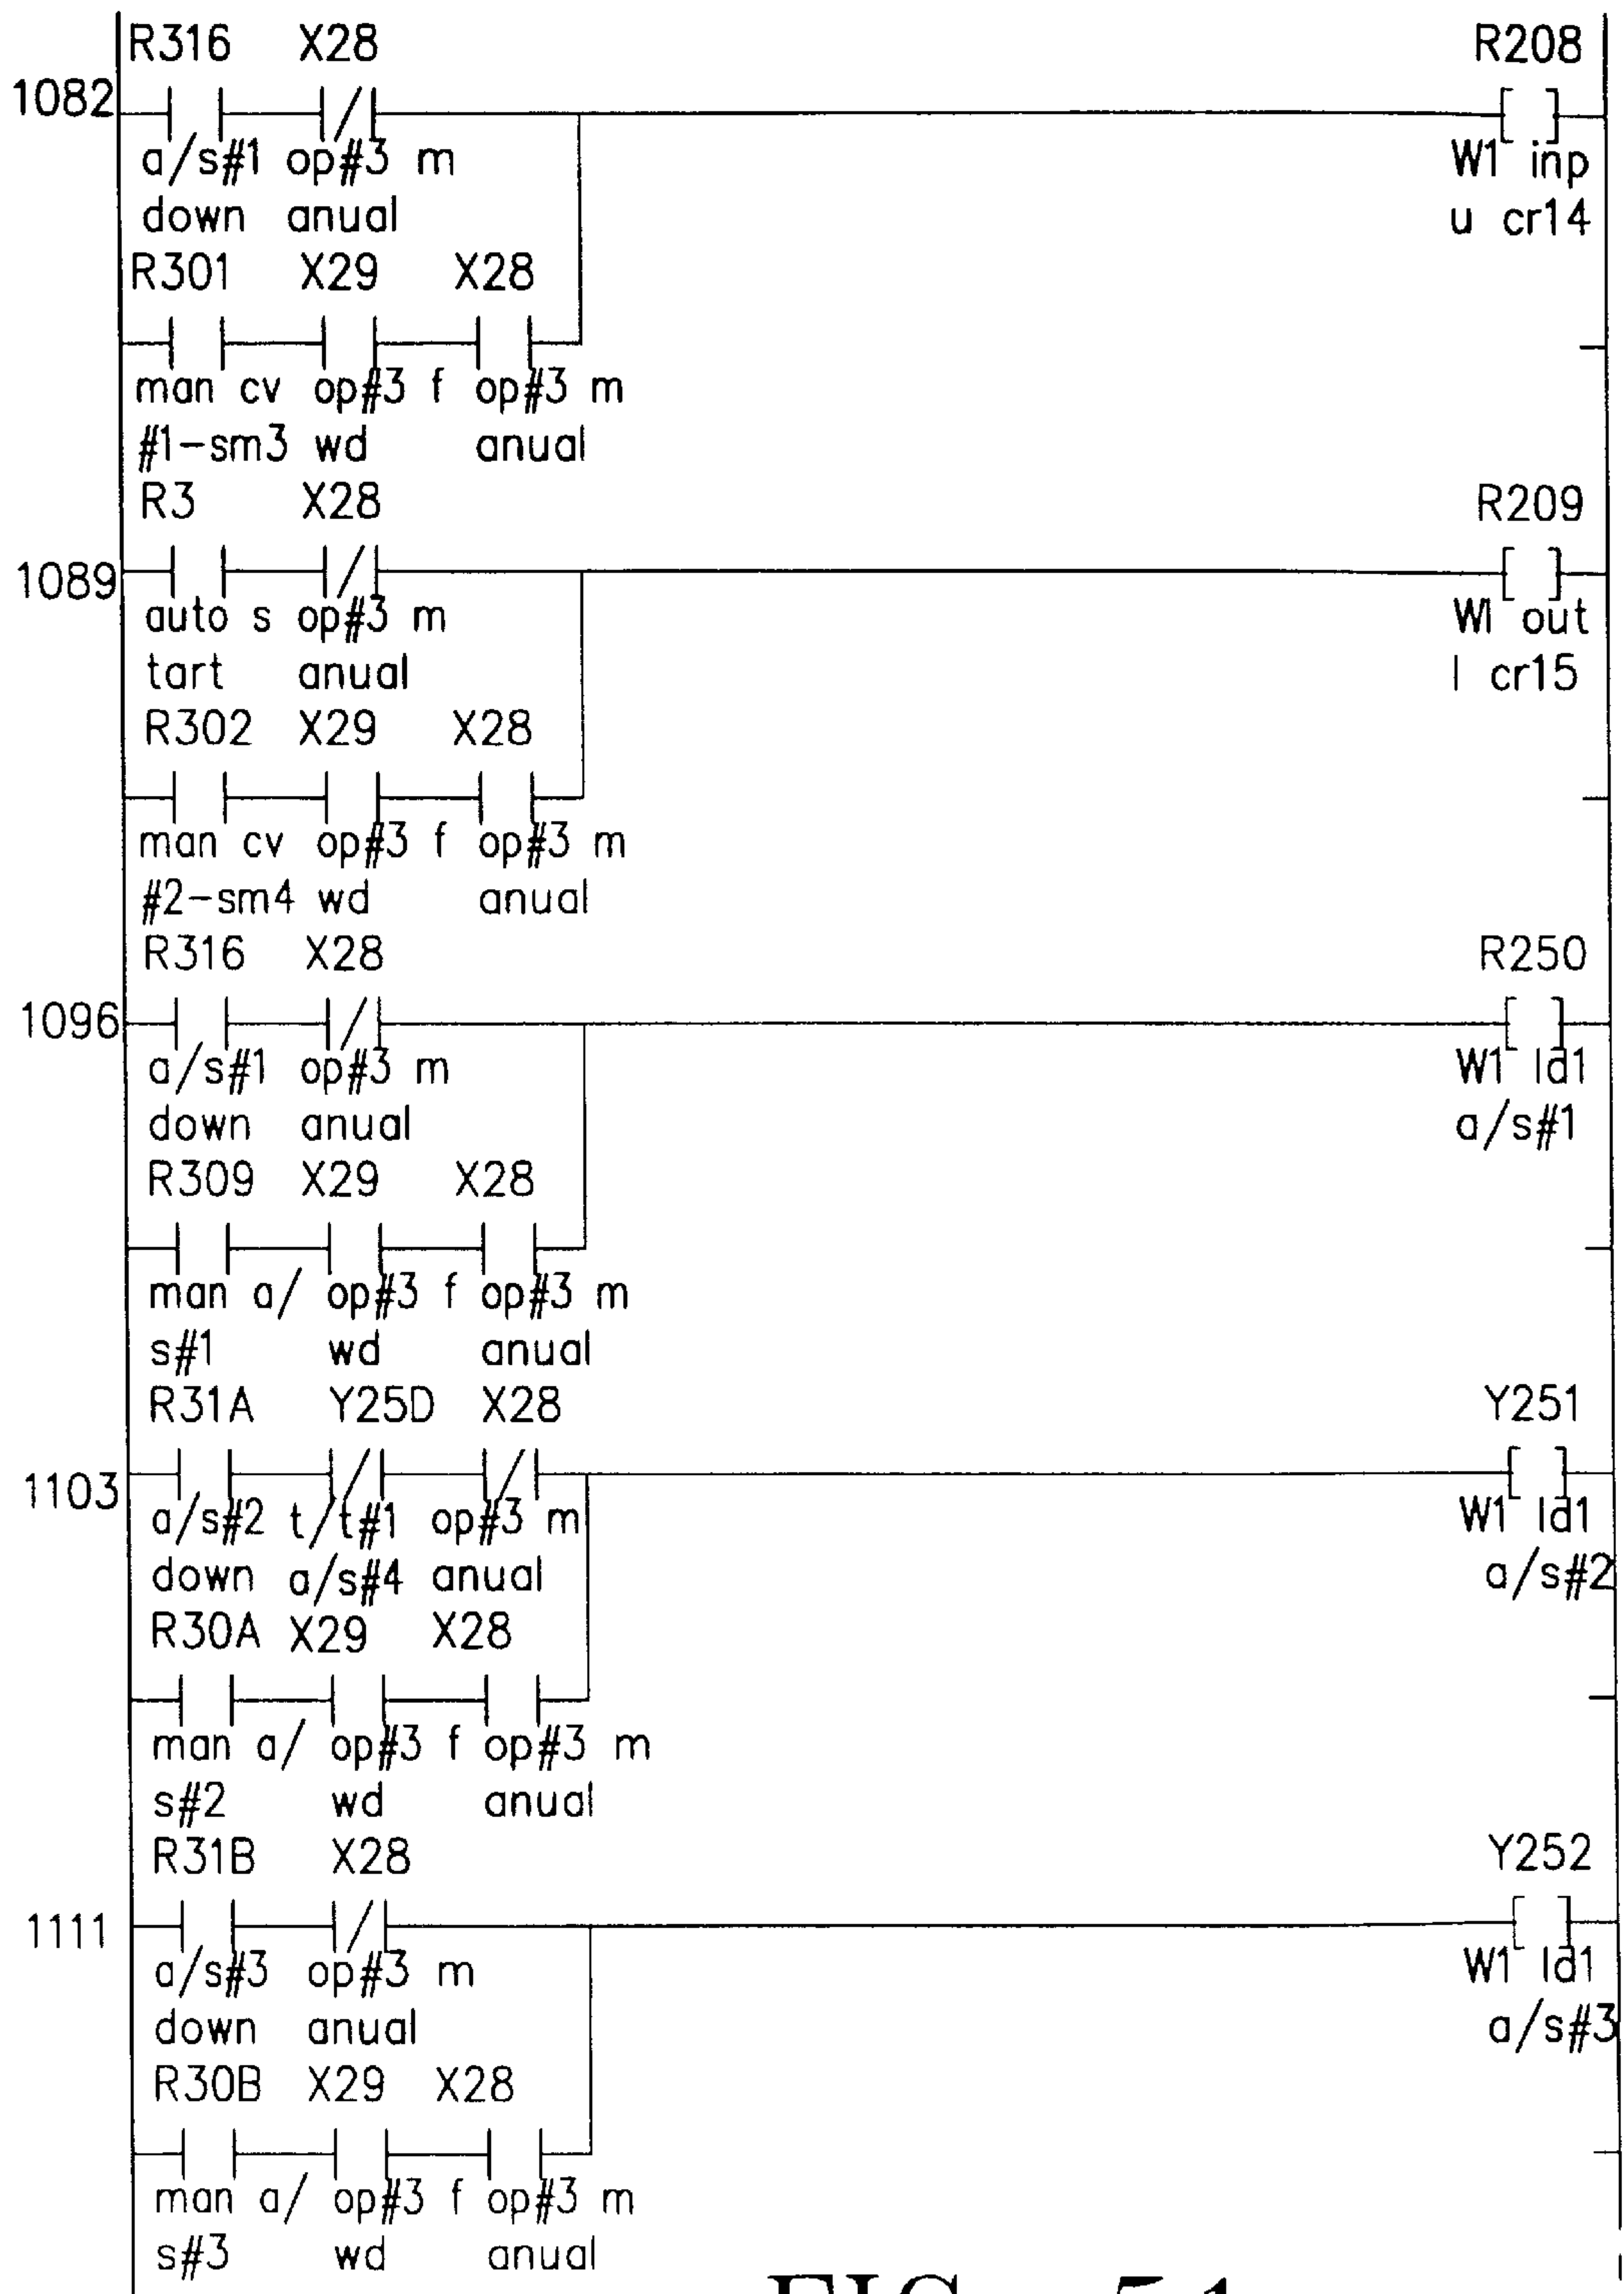 R316 X28 R208
1082
a/s#1 op#3 m W1 inp
down anual u cr14
R301 X29 X28
man cv op#3 f op#3 m
#1-sm3 wd anual
R3 X28 R209
1089
auto s op#3 m W1 out
tart anual l cr15
R302 X29 X28
man cv op#3 f op#3 m
#2-sm4 wd anual
R316 X28 R250
1096
a/s#1 op#3 m W1 ld1
down anual a/s#1
R309 X29 X28
man a/ op#3 f op#3 m
s#1 wd anual
R31A Y25D X28 Y251
1103
a/s#2 t/t#1 op#3 m W1 ld1
down a/s#4 anual a/s#2
R30A X29 X28
man a/ op#3 f op#3 m
s#2 wd anual
R31B X28 Y252
1111
a/s#3 op#3 m W1 ld1
down anual a/s#3
R30B X29 X28
man a/ op#3 f op#3 m
s#3 wd anual